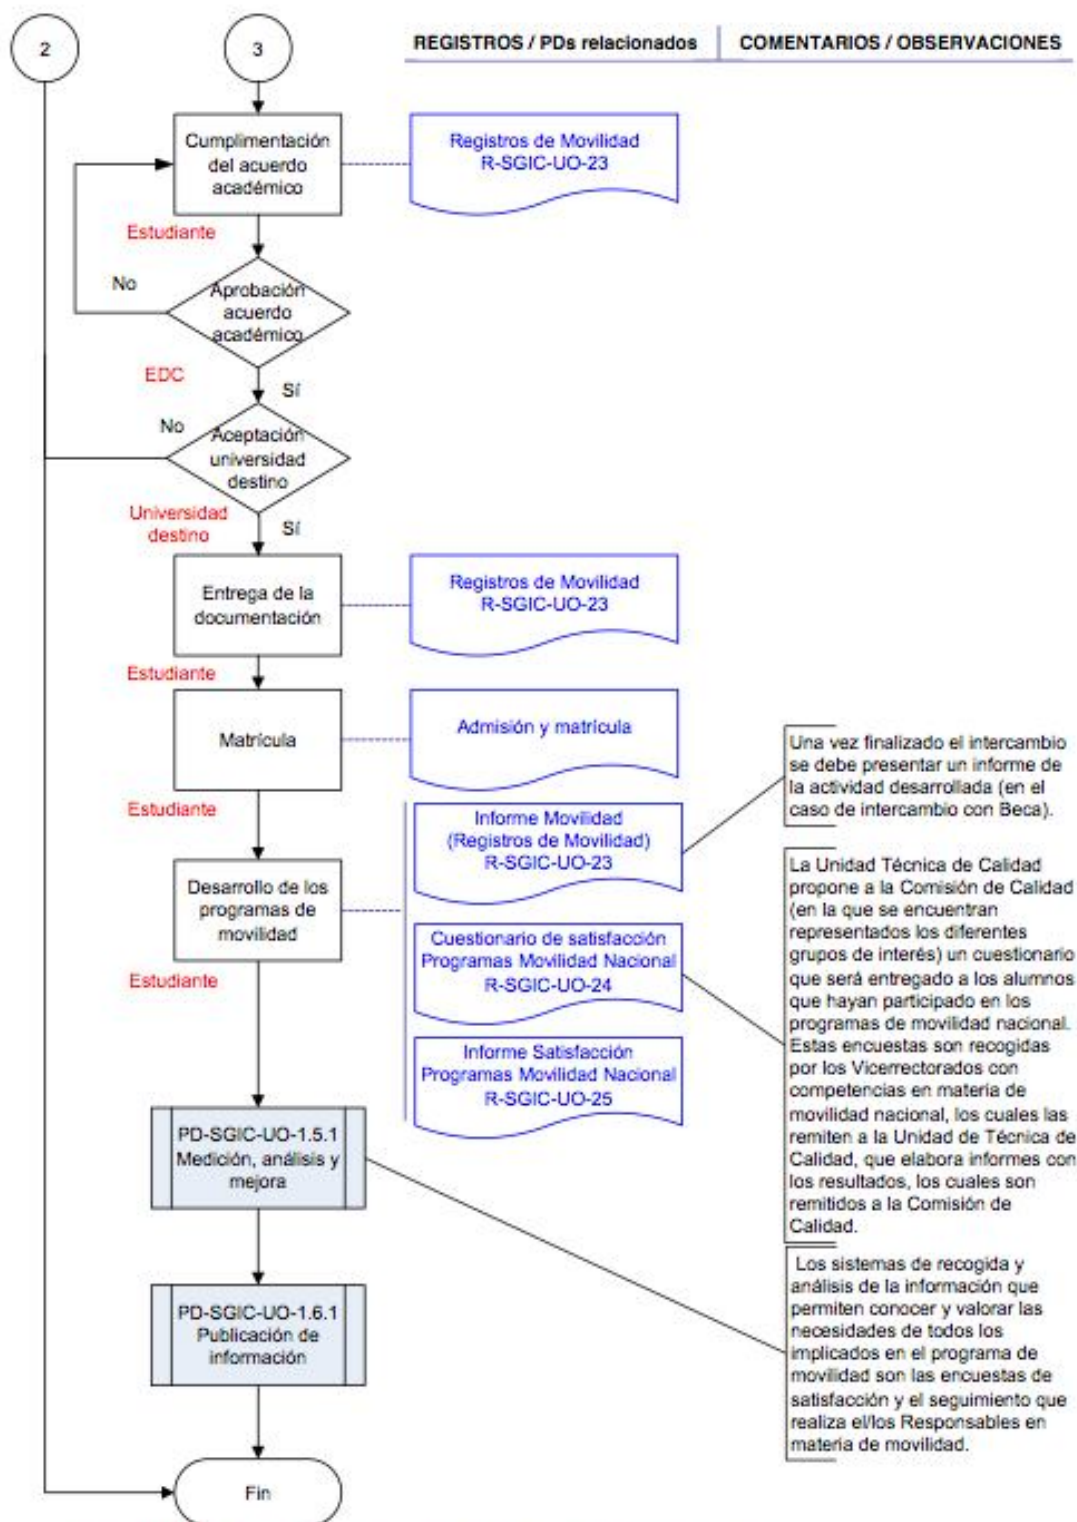 2
3
REGISTROS / PDs relacionados
COMENTARIOS / OBSERVACIONES
Cumplimentación
del acuerdo
académico
Registros de Movilidad
R-SGIC-UO-23
Estudiante
No
Aprobación
acuerdo
académico
EDC
Sí
No
Aceptación
universidad
destino
Universidad
destino
Sí
Entrega de la
documentación
Registros de Movilidad
R-SGIC-UO-23
Estudiante
Matrícula
Admisión y matrícula
Estudiante
Una vez finalizado el intercambio
se debe presentar un informe de
la actividad desarrollada (en el
caso de intercambio con Beca).
Informe Movilidad
(Registros de Movilidad)
R-SGIC-UO-23
Desarrollo de los
programas de
movilidad
Estudiante
Cuestionario de satisfacción
Programas Movilidad Nacional
R-SGIC-UO-24
Informe Satisfacción
Programas Movilidad Nacional
R-SGIC-UO-25
La Unidad Técnica de Calidad
propone a la Comisión de Calidad
(en la que se encuentran
representados los diferentes
grupos de interés) un cuestionario
que será entregado a los alumnos
que hayan participado en los
programas de movilidad nacional.
Estas encuestas son recogidas
por los Vicerrectorados con
competencias en materia de
movilidad nacional, los cuales las
remiten a la Unidad de Técnica de
Calidad, que elabora informes con
los resultados, los cuales son
remitidos a la Comisión de
Calidad.
PD-SGIC-UO-1.5.1
Medición, análisis y
mejora
Los sistemas de recogida y
análisis de la información que
permiten conocer y valorar las
necesidades de todos los
implicados en el programa de
movilidad son las encuestas de
satisfacción y el seguimiento que
realiza el/los Responsables en
materia de movilidad.
PD-SGIC-UO-1.6.1
Publicación de
información
Fin